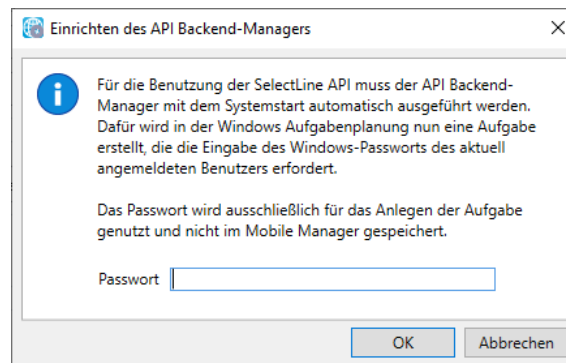 Einrichten des API Backend-Managers
Für die Benutzung der SelectLine API muss der API Backend-
Manager mit dem Systemstart automatisch ausgeführt werden.
Dafür wird in der Windows Aufgabenplanung nun eine Aufgabe
erstellt, die die Eingabe des Windows-Passworts des aktuell
angemeldeten Benutzers erfordert.
Das Passwort wird ausschließlich für das Anlegen der Aufgabe
genutzt und nicht im Mobile Manager gespeichert.
Passwort
OK Abbrechen